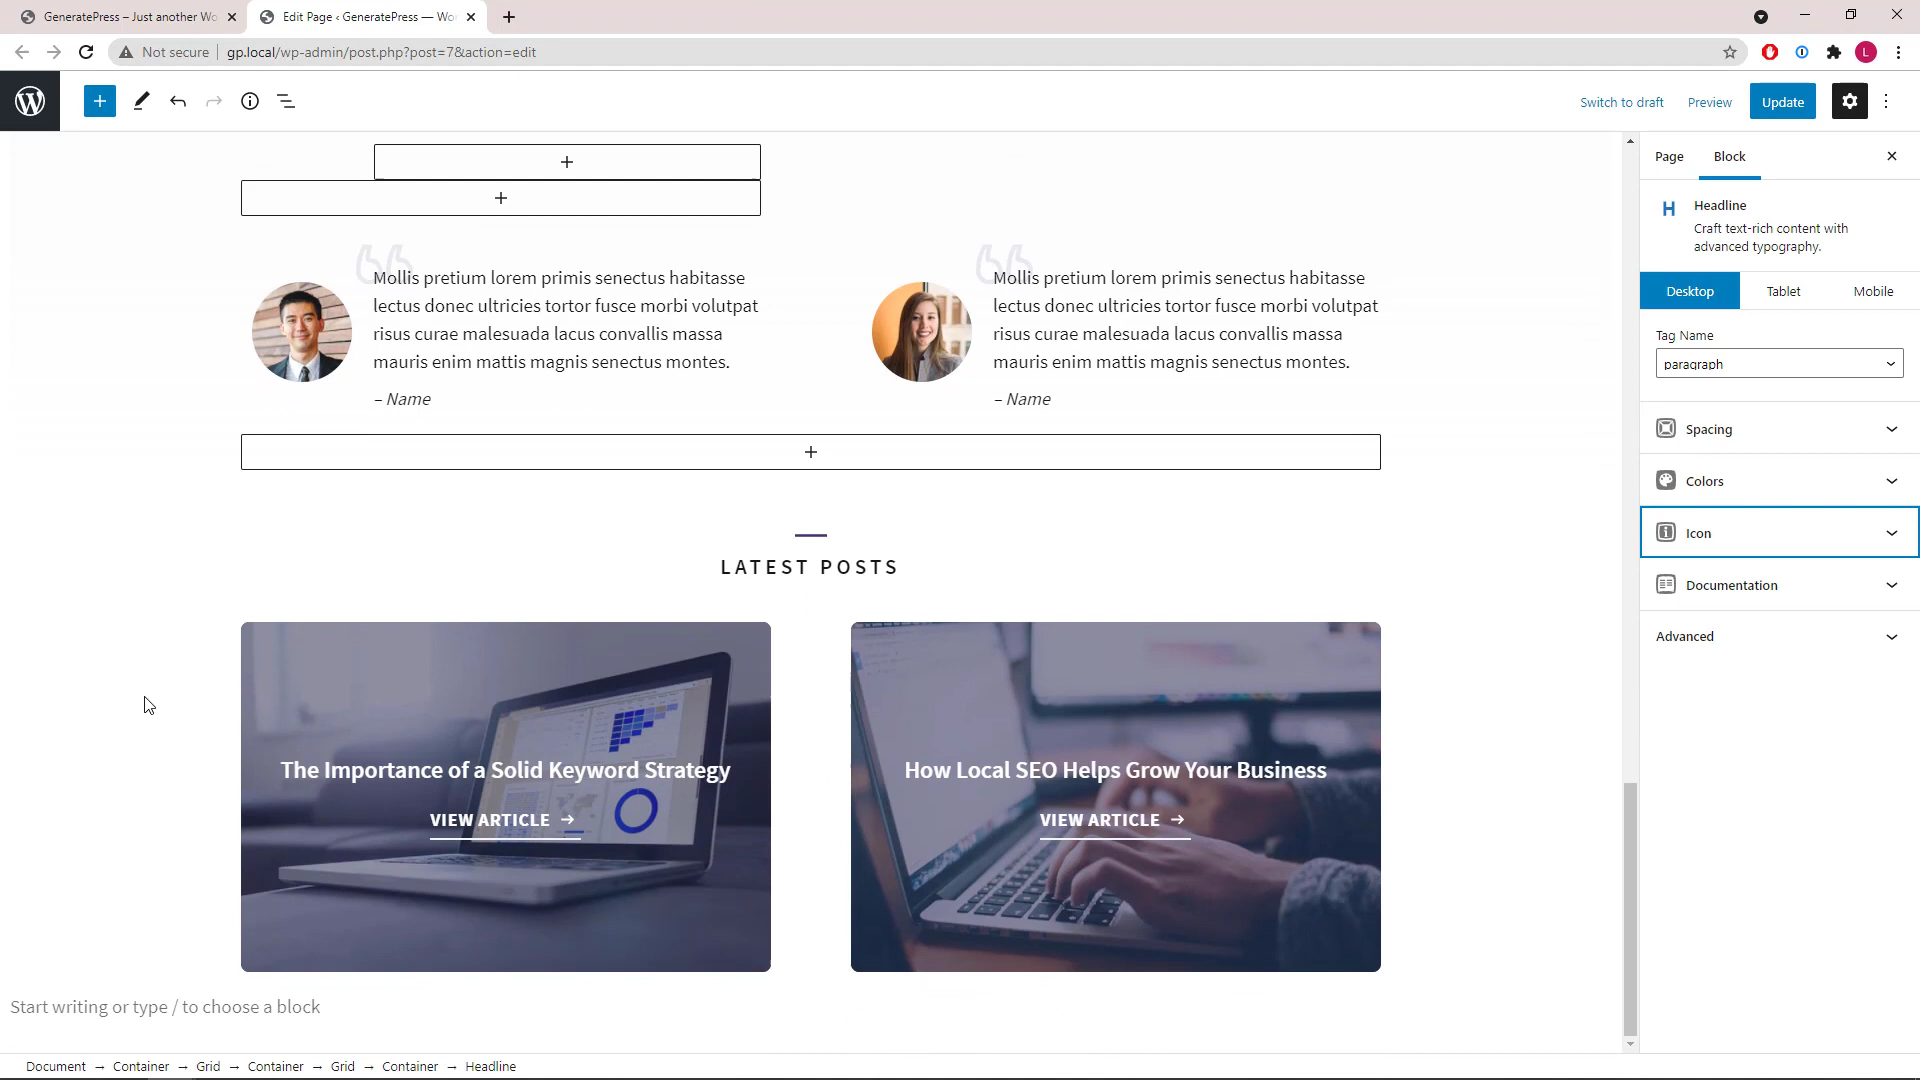 GeneratePress – Just another Wo
Edit Page ‹ GeneratePress — Wor
Not secure
gp.local/wp-admin/post.php?post=7&action=edit
L
Switch to draft
Preview
Update
Page
Block
Headline
Craft text-rich content with
advanced typography.
Desktop
Tablet
Mobile
Tag Name
paragraph
Spacing
Colors
Icon
Documentation
Advanced
Mollis pretium lorem primis senectus habitasse
lectus donec ultricies tortor fusce morbi volutpat
risus curae malesuada lacus convallis massa
mauris enim mattis magnis senectus montes.
– Name
Mollis pretium lorem primis senectus habitasse
lectus donec ultricies tortor fusce morbi volutpat
risus curae malesuada lacus convallis massa
mauris enim mattis magnis senectus montes.
– Name
LATEST POSTS
The Importance of a Solid Keyword Strategy
VIEW ARTICLE →
How Local SEO Helps Grow Your Business
VIEW ARTICLE →
Start writing or type / to choose a block
Document → Container → Grid → Container → Grid → Container → Headline